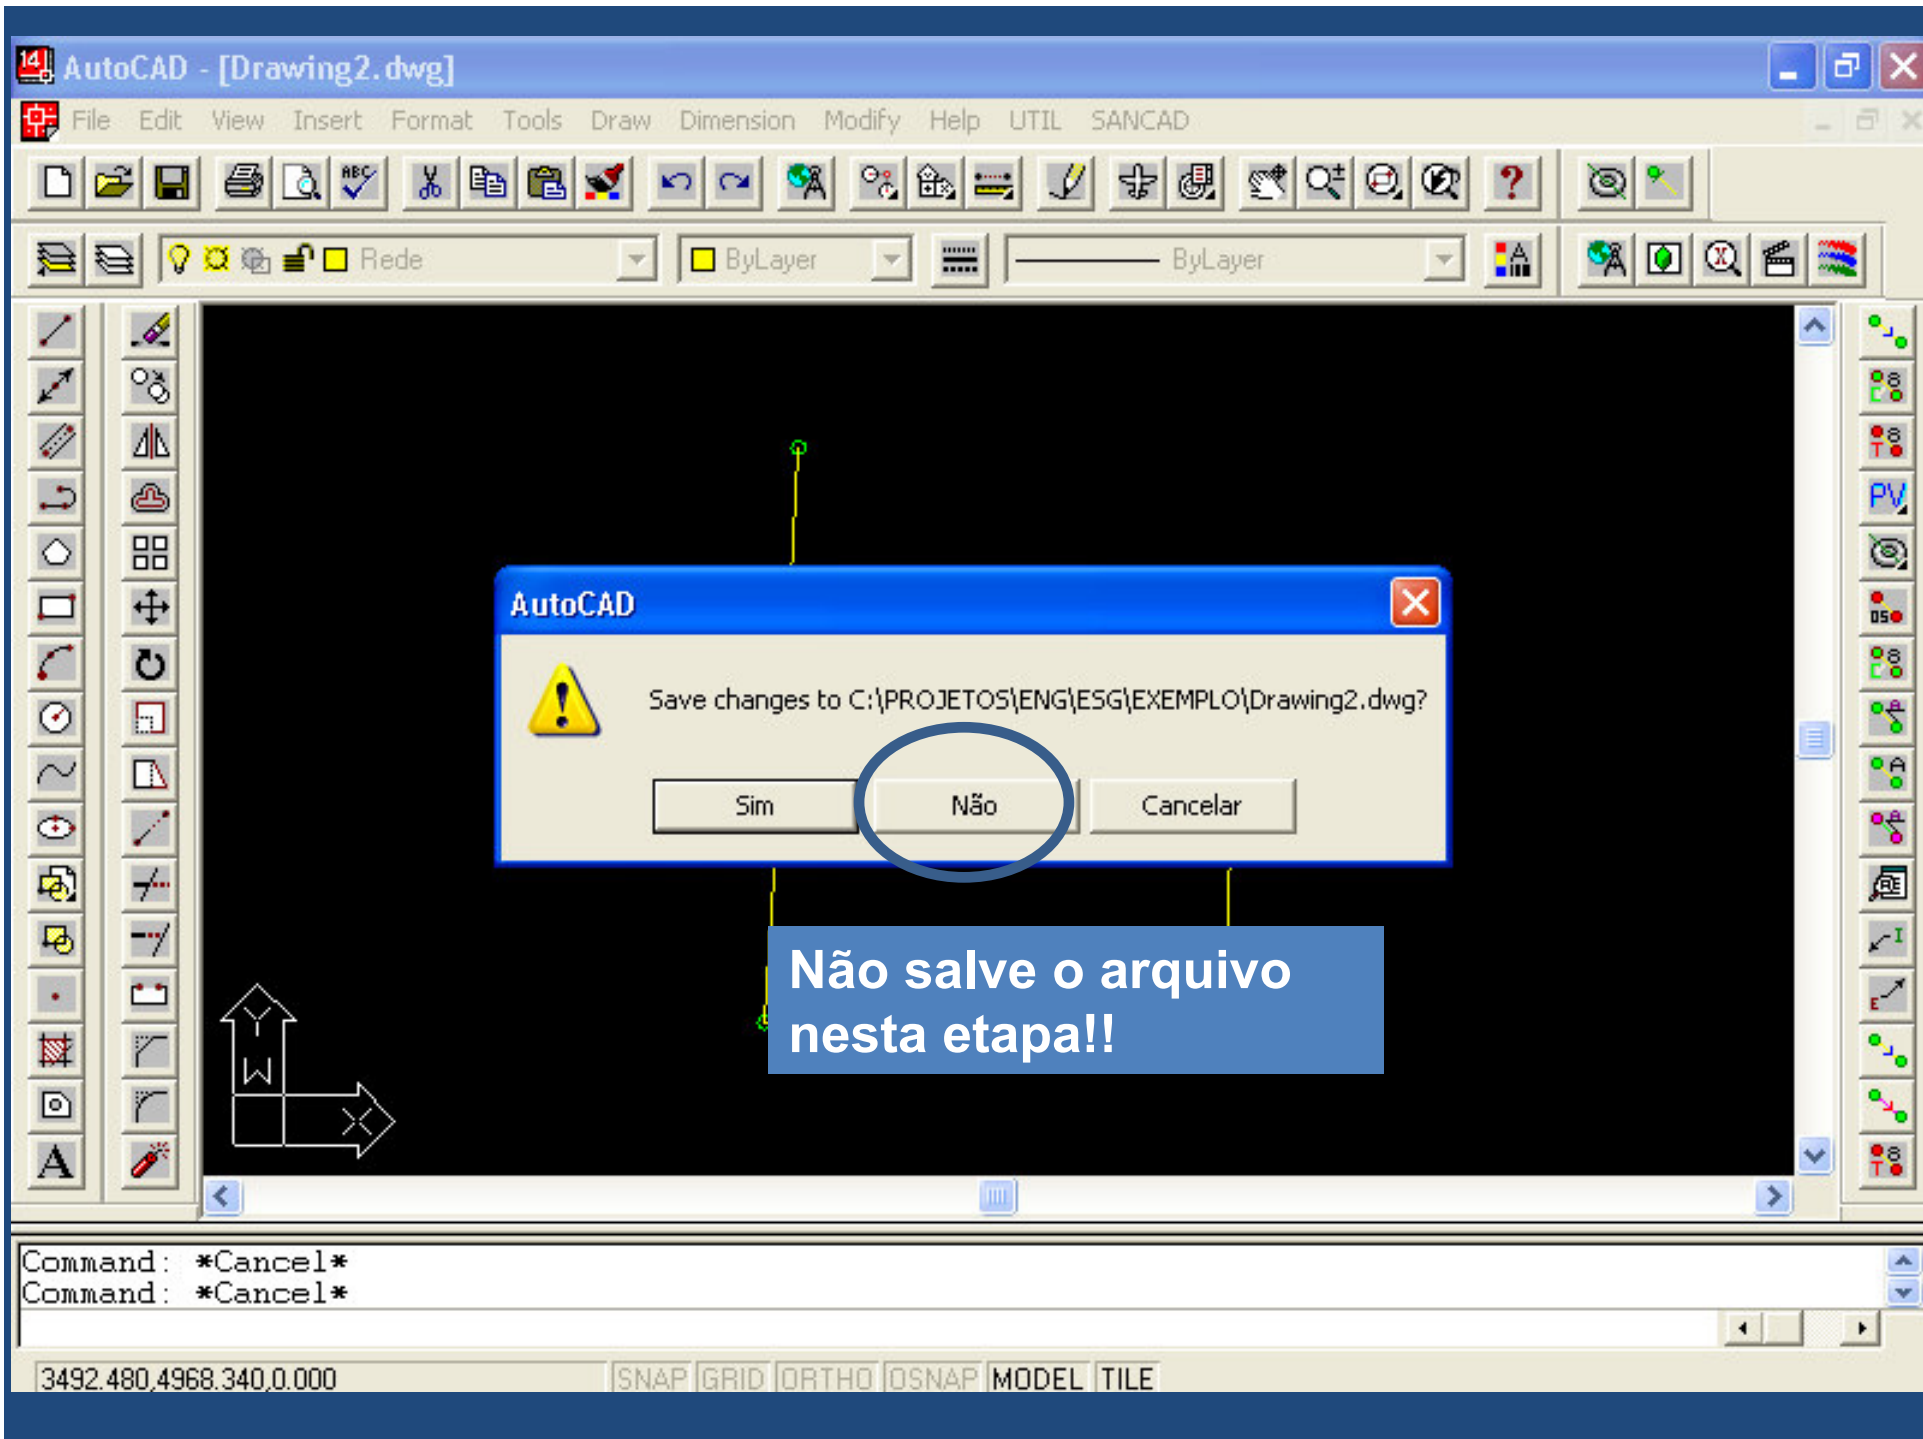 AutoCAD - [Drawing2.dwg]
File Edit View Insert Format Tools Draw Dimension Modify Help UTIL SANCAD
ABC
Rede
ByLayer
ByLayer
PV
AutoCAD
Save changes to C:\PROJETOS\ENG\ESG\EXEMPLO\Drawing2.dwg?
Sim Não Cancelar
Não salve o arquivo
nesta etapa!!
Y
W
X
A
Command: *Cancel*
Command: *Cancel*
3492.480,4968.340,0.000 SNAP GRID ORTHO OSNAP MODEL TILE